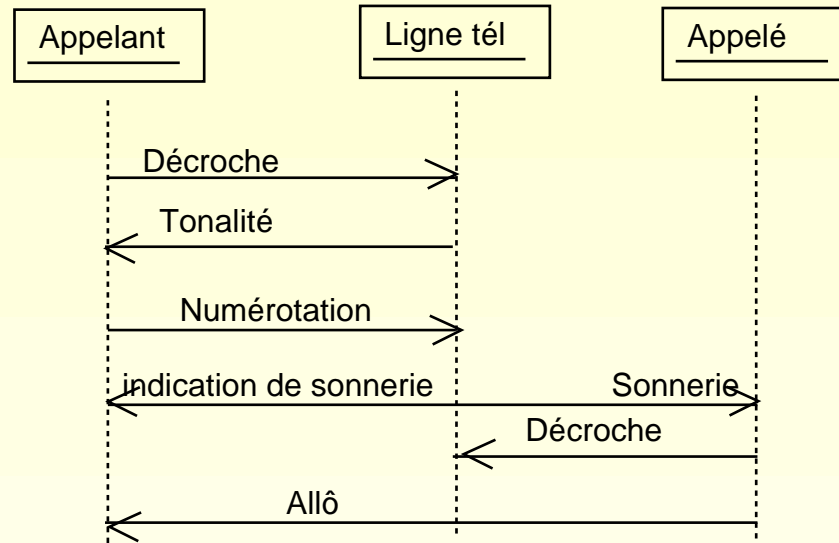 Appelant
Ligne tél
Appelé
Décroche
Tonalité
Numérotation
indication de sonnerie
Sonnerie
Décroche
Allô